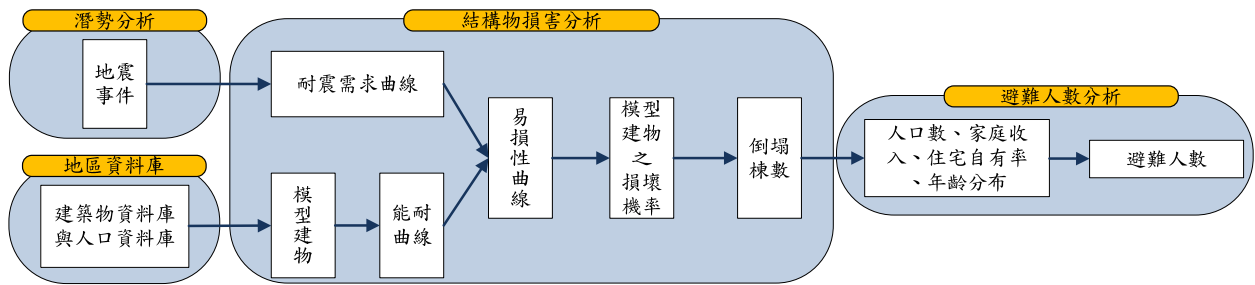 潛勢分析
地震
事件
地區資料庫
建築物資料庫
與人口資料庫
結構物損害分析
耐震需求曲線
模
型
建
物
能耐
曲線
易
損
性
曲
線
模型
建物
之
損壞
機率
倒塌
棟數
避難人數分析
人口數、家庭收
入、住宅自有率
、年齡分布
避難人數